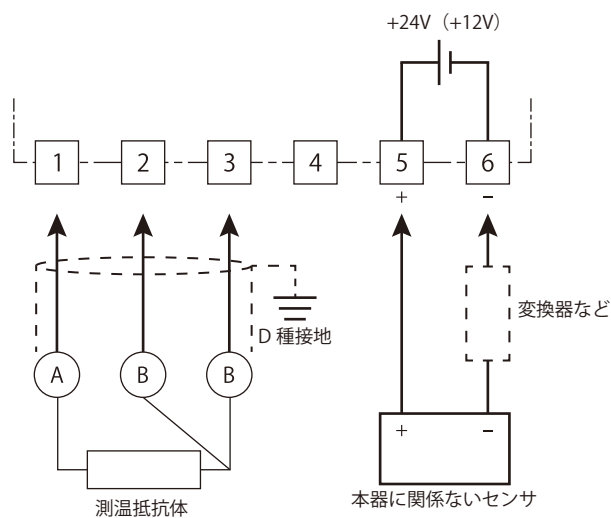 +24V（+12V）
1 2 3 4 5 6
+ −
D 種接地
変換器など
A B B
+ −
測温抵抗体
本器に関係ないセンサ